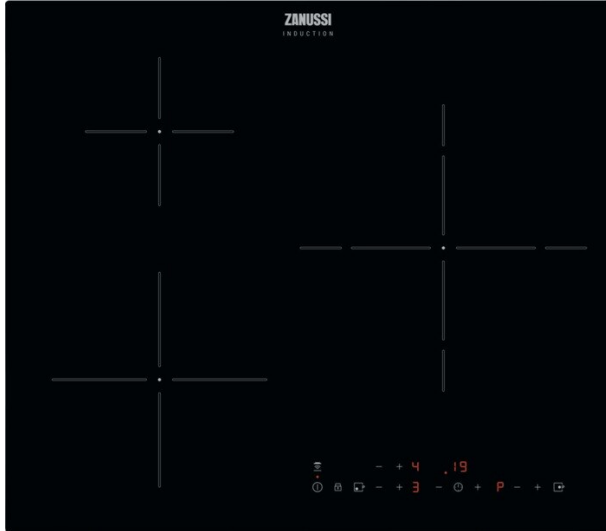 ZANUSSI
INDUCTION
- + 4 .19
- + 3 - + P - +